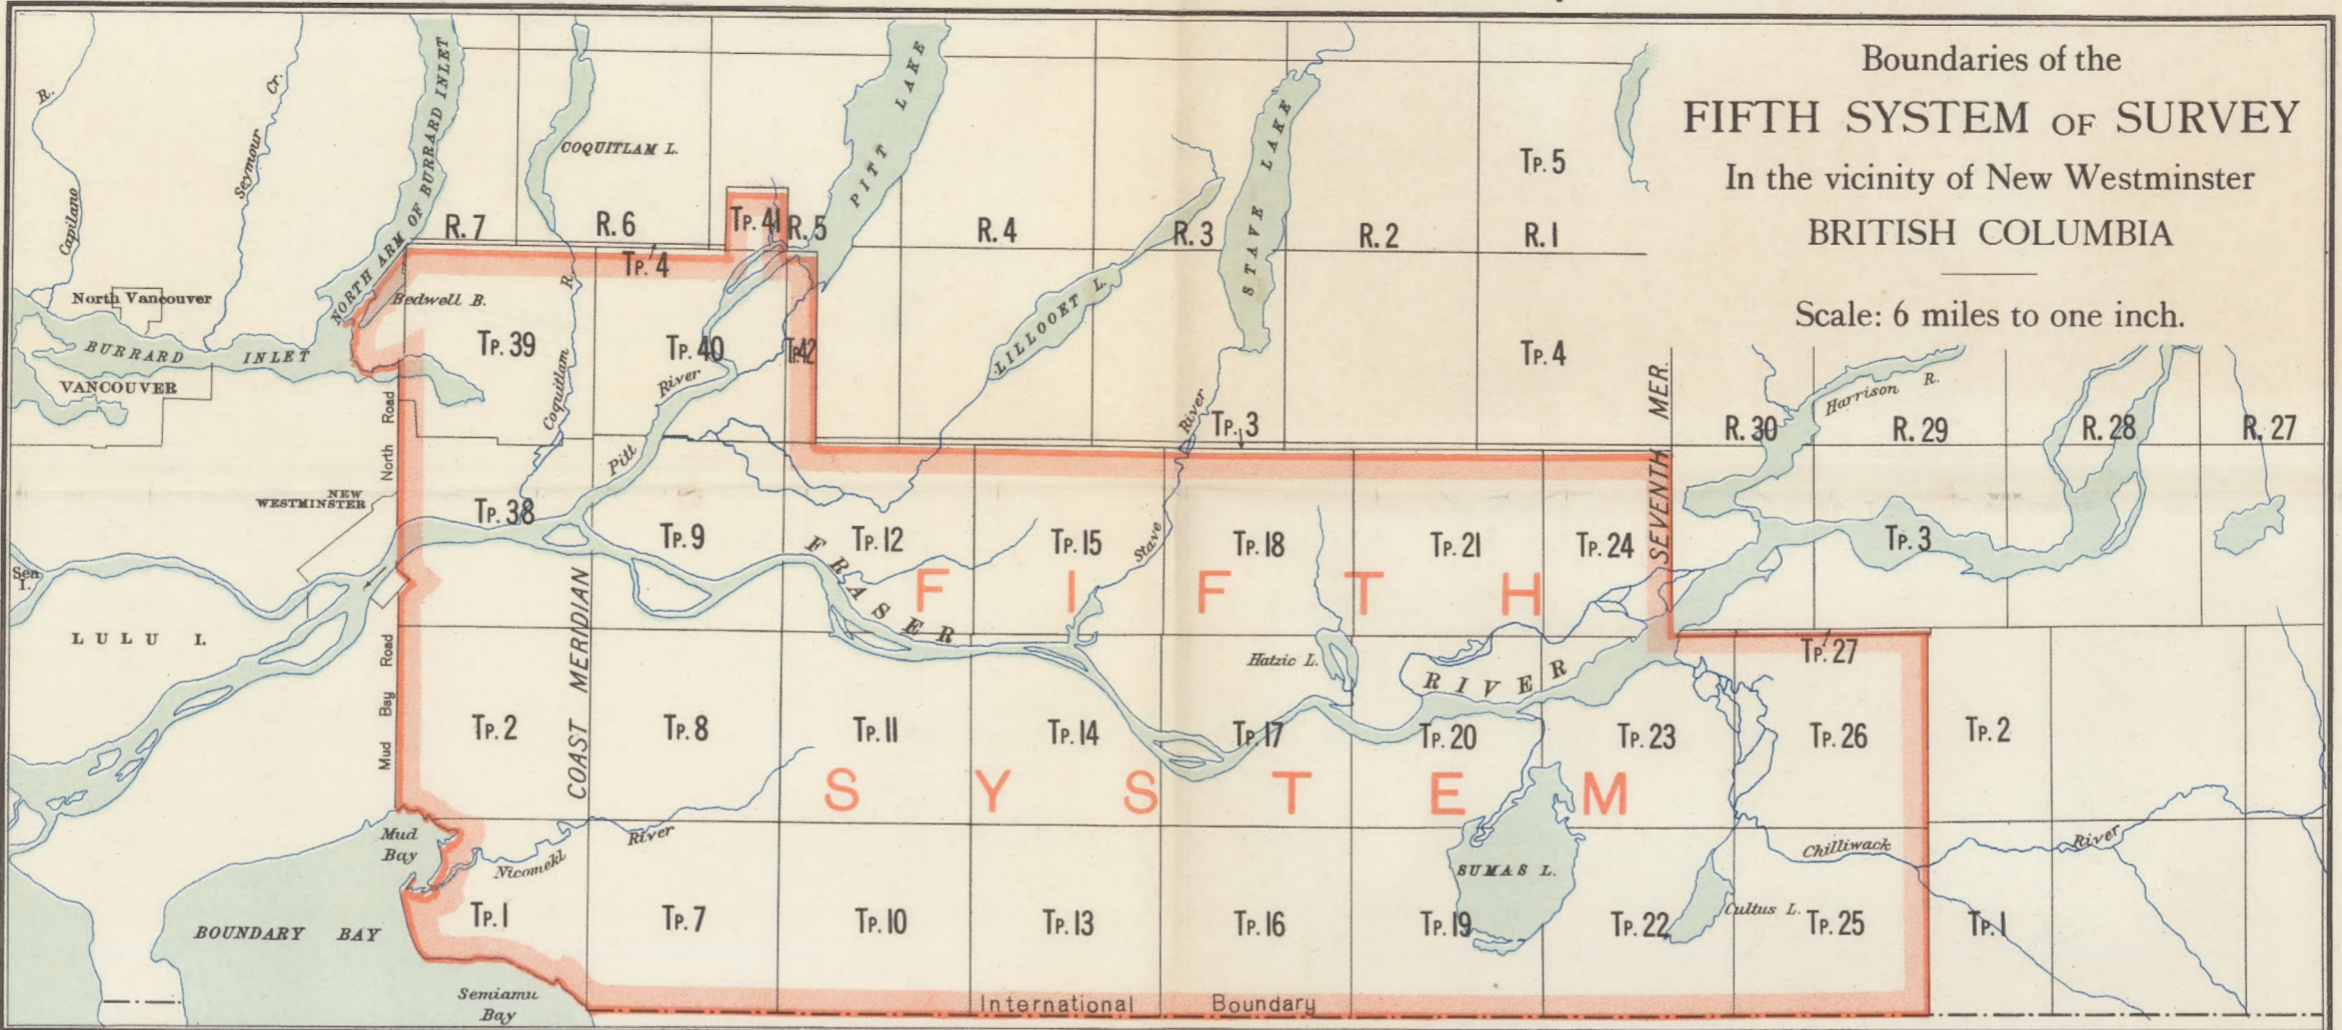 Boundaries of the
FIFTH SYSTEM OF SURVEY
In the vicinity of New Westminster
BRITISH COLUMBIA
Scale: 6 miles to one inch.
R.
Capilano
Seymour
Cr.
NORTH ARM OF BURRARD INLET
COQUITLAM L.
PITT LAKE
STAVE LAKE
TP. 5
R. 7
R. 6
TP. 41
R. 5
R. 4
R. 3
R. 2
R. 1
TP. 4
North Vancouver
Bedwell B.
BURRARD INLET
VANCOUVER
TP. 39
Coquitlam
R.
TP. 40
TP. 42
LILLOOET L.
TP. 4
SEVENTH MER.
Harrison R.
North Road
Pitt
River
River
TP. 3
R. 30
R. 29
R. 28
R. 27
NEW
WESTMINSTER
TP. 38
TP. 9
TP. 12
TP. 15
Stave
TP. 18
TP. 21
TP. 24
TP. 3
Sea
I.
FIFTH
FRASER
RIVER
LULU I.
Mud Bay Road
COAST MERIDIAN
Hatzic L.
TP. 27
TP. 2
TP. 8
TP. 11
TP. 14
TP. 17
TP. 20
TP. 23
TP. 26
TP. 2
SYSTEM
Mud
Bay
Nicomekl
River
SUMAS L.
Chilliwack
River
BOUNDARY BAY
TP. 1
TP. 7
TP. 10
TP. 13
TP. 16
TP. 19
TP. 22
Cultus L.
TP. 25
TP. 1
Semiamu
Bay
International Boundary